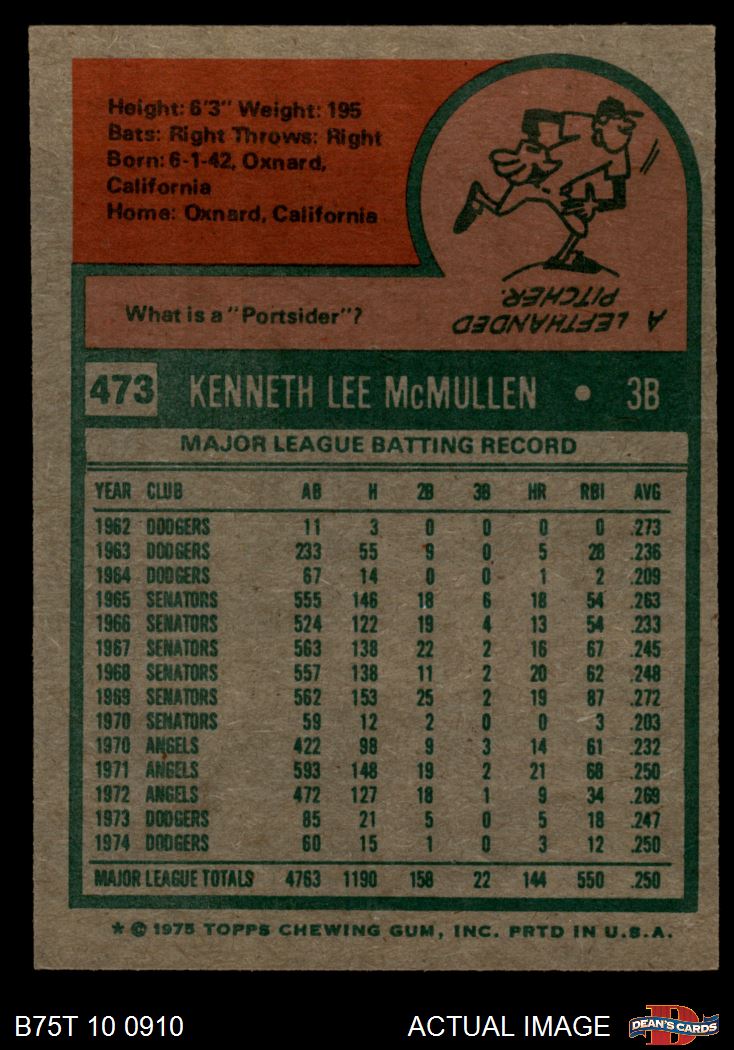 Height: 6'3" Weight: 195
Bats: Right Throws: Right
Born: 6-1-42, Oxnard,
California
Home: Oxnard, California
What is a "Portsider"?
A LEFTHANDED
PITCHER.
473 KENNETH LEE McMULLEN • 3B
MAJOR LEAGUE BATTING RECORD
YEAR CLUB AB H 2B 3B HR RBI AVG
1962 DODGERS 11 3 0 0 0 0 .273
1963 DODGERS 233 55 9 0 5 28 .236
1964 DODGERS 67 14 0 0 1 2 .209
1965 SENATORS 555 146 18 6 18 54 .263
1966 SENATORS 524 122 19 4 13 54 .233
1967 SENATORS 563 138 22 2 16 67 .245
1968 SENATORS 557 138 11 2 20 62 .248
1969 SENATORS 562 153 25 2 19 87 .272
1970 SENATORS 59 12 2 0 0 3 .203
1970 ANGELS 422 98 9 3 14 61 .232
1971 ANGELS 593 148 19 2 21 68 .250
1972 ANGELS 472 127 18 1 9 34 .269
1973 DODGERS 85 21 5 0 5 18 .247
1974 DODGERS 60 15 1 0 3 12 .250
MAJOR LEAGUE TOTALS 4763 1190 158 22 144 550 .250
* © 1975 TOPPS CHEWING GUM, INC. PRTD IN U.S.A.
B75T 10 0910 ACTUAL IMAGE DEAN'S CARDS